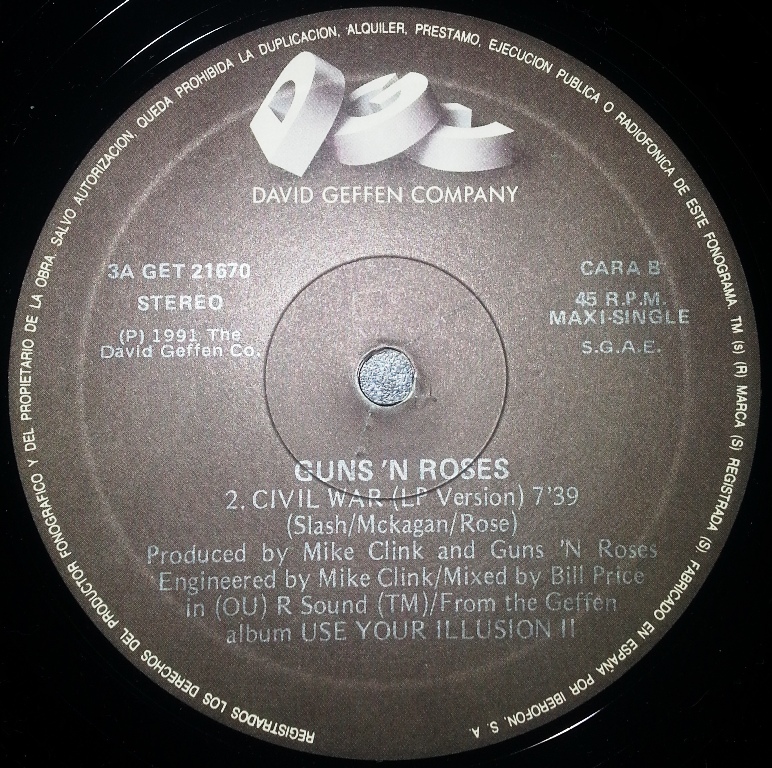 REGISTRADOS LOS DERECHOS DEL PRODUCTOR FONOGRAFICO Y DEL PROPIETARIO DE LA OBRA. SALVO AUTORIZACION, QUEDA PROHIBIDA LA DUPLICACION, ALQUILER, PRESTAMO, EJECUCION PUBLICA O RADIOFONICA DE ESTE FONOGRAMA. TM (s) (R) MARCA (S) REGISTRADA (S). FABRICADO EN ESPAÑA POR IBEROFON, S. A.
DGC
DAVID GEFFEN COMPANY
3A GET 21670
STEREO
(P) 1991 The
David Geffen Co.
CARA B
45 R.P.M.
MAXI-SINGLE
S.G.A.E.
GUNS 'N ROSES
2. CIVIL WAR (LP Version) 7'39
(Slash/Mckagan/Rose)
Produced by Mike Clink and Guns 'N Roses
Engineered by Mike Clink/Mixed by Bill Price
in (OU) R Sound (TM)/From the Geffen
album USE YOUR ILLUSION II